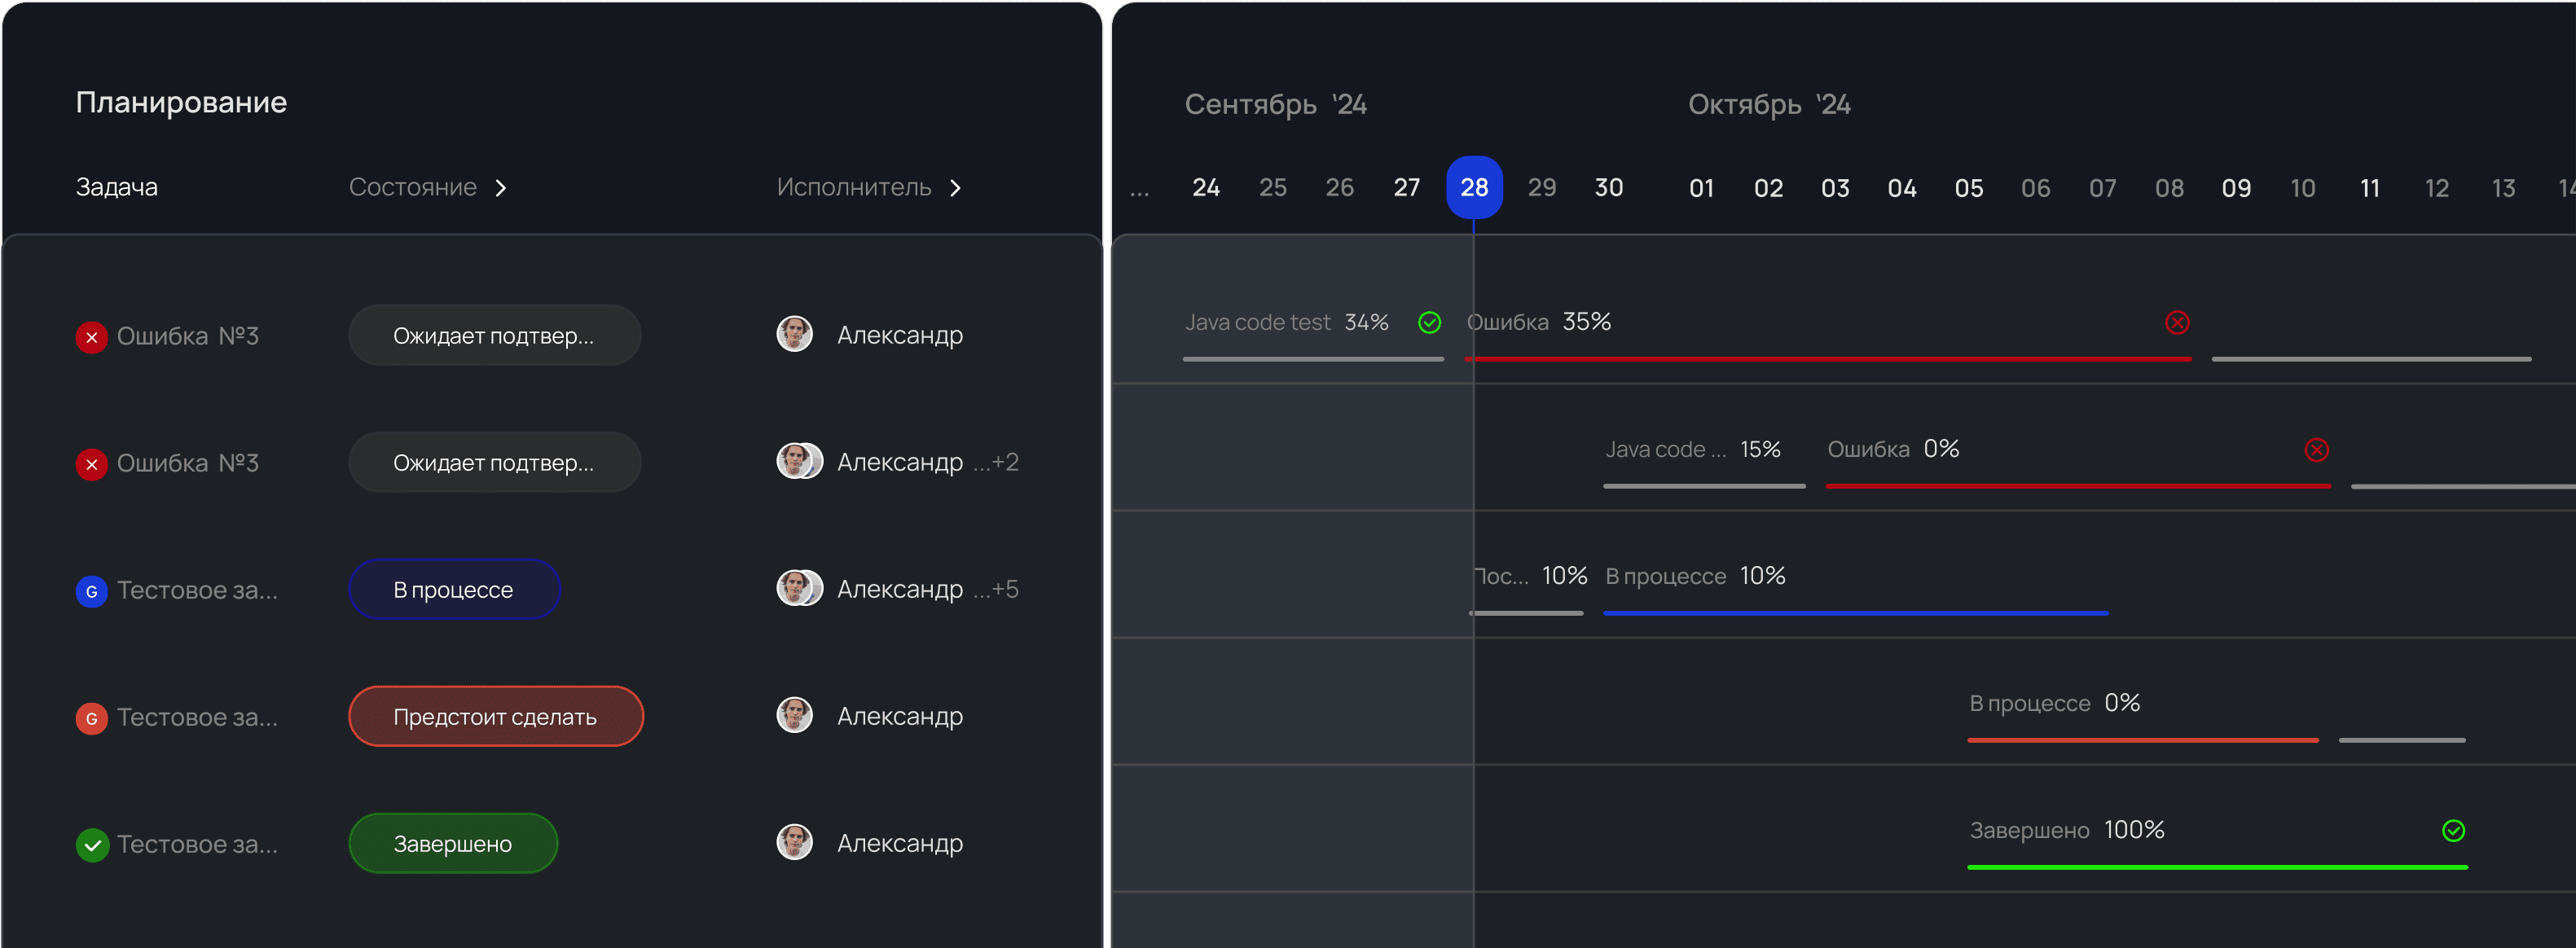 Планирование
Задача Состояние Исполнитель
Ошибка №3 Ожидает подтвер... Александр
Ошибка №3 Ожидает подтвер... Александр ...+2
G Тестовое за... В процессе Александр ...+5
G Тестовое за... Предстоит сделать Александр
Тестовое за... Завершено Александр
Сентябрь '24 Октябрь '24
... 24 25 26 27 28 29 30 01 02 03 04 05 06 07 08 09 10 11 12 13 14
Java code test 34% Ошибка 35%
Java code ... 15% Ошибка 0%
Пос... 10% В процессе 10%
В процессе 0%
Завершено 100%